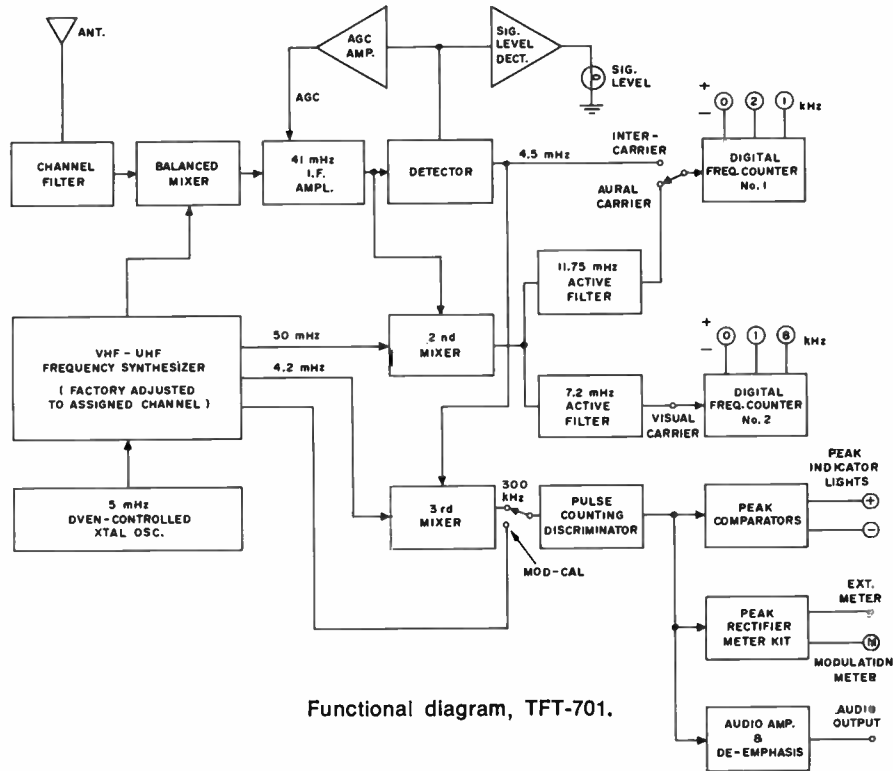 ANT.
AGC
AMP.
SIG.
LEVEL
DECT.
SIG.
LEVEL
AGC
+
−
0
2
1
kHz
CHANNEL
FILTER
BALANCED
MIXER
41 mHz
I.F.
AMPL.
DETECTOR
4.5 mHz
INTER-
CARRIER
AURAL
CARRIER
DIGITAL
FREQ. COUNTER
No. 1
11.75 mHz
ACTIVE
FILTER
VHF - UHF
FREQUENCY SYNTHESIZER
( FACTORY ADJUSTED
TO ASSIGNED CHANNEL )
50 mHz
4.2 mHz
2nd
MIXER
+
−
0
1
8
kHz
7.2 mHz
ACTIVE
FILTER
VISUAL
CARRIER
DIGITAL
FREQ. COUNTER
No. 2
5 mHz
DVEN-CONTROLLED
XTAL OSC.
3rd
MIXER
300
kHz
MOD-CAL
PULSE
COUNTING
DISCRIMINATOR
PEAK
COMPARATORS
PEAK
INDICATOR
LIGHTS
+
−
PEAK
RECTIFIER
METER KIT
EXT.
METER
M
MODULATION
METER
AUDIO AMP.
&
DE-EMPHASIS
AUDIO
OUTPUT
Functional diagram, TFT-701.